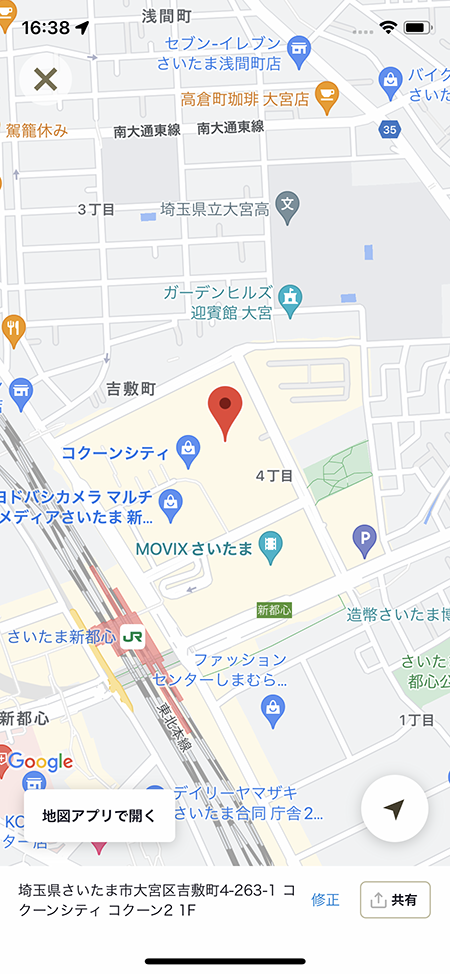 浅間町
16:38
セブン-イレブン
さいたま浅間町店
バイク
さいた
高倉町珈琲 大宮店
35
駕籠休み
南大通東線
南大通東線
3丁目
埼玉県立大宮高
文
ガーデンヒルズ
迎賓館 大宮
吉敷町
店
コクーンシティ
4丁目
ヨドバシカメラ マルチ
メディアさいたま 新...
MOVIX さいたま
P
新都心
造幣さいたま博
さいたま新都心
JR
ファッション
センターしまむら...
さいた
都心公
新都心
1丁目
東北本線
Google
デイリーヤマザキ
さいたま合同 庁舎2...
KO
ター店
地図アプリで開く
埼玉県さいたま市大宮区吉敷町4-263-1 コ
クーンシティ コクーン2 1F
修正
共有